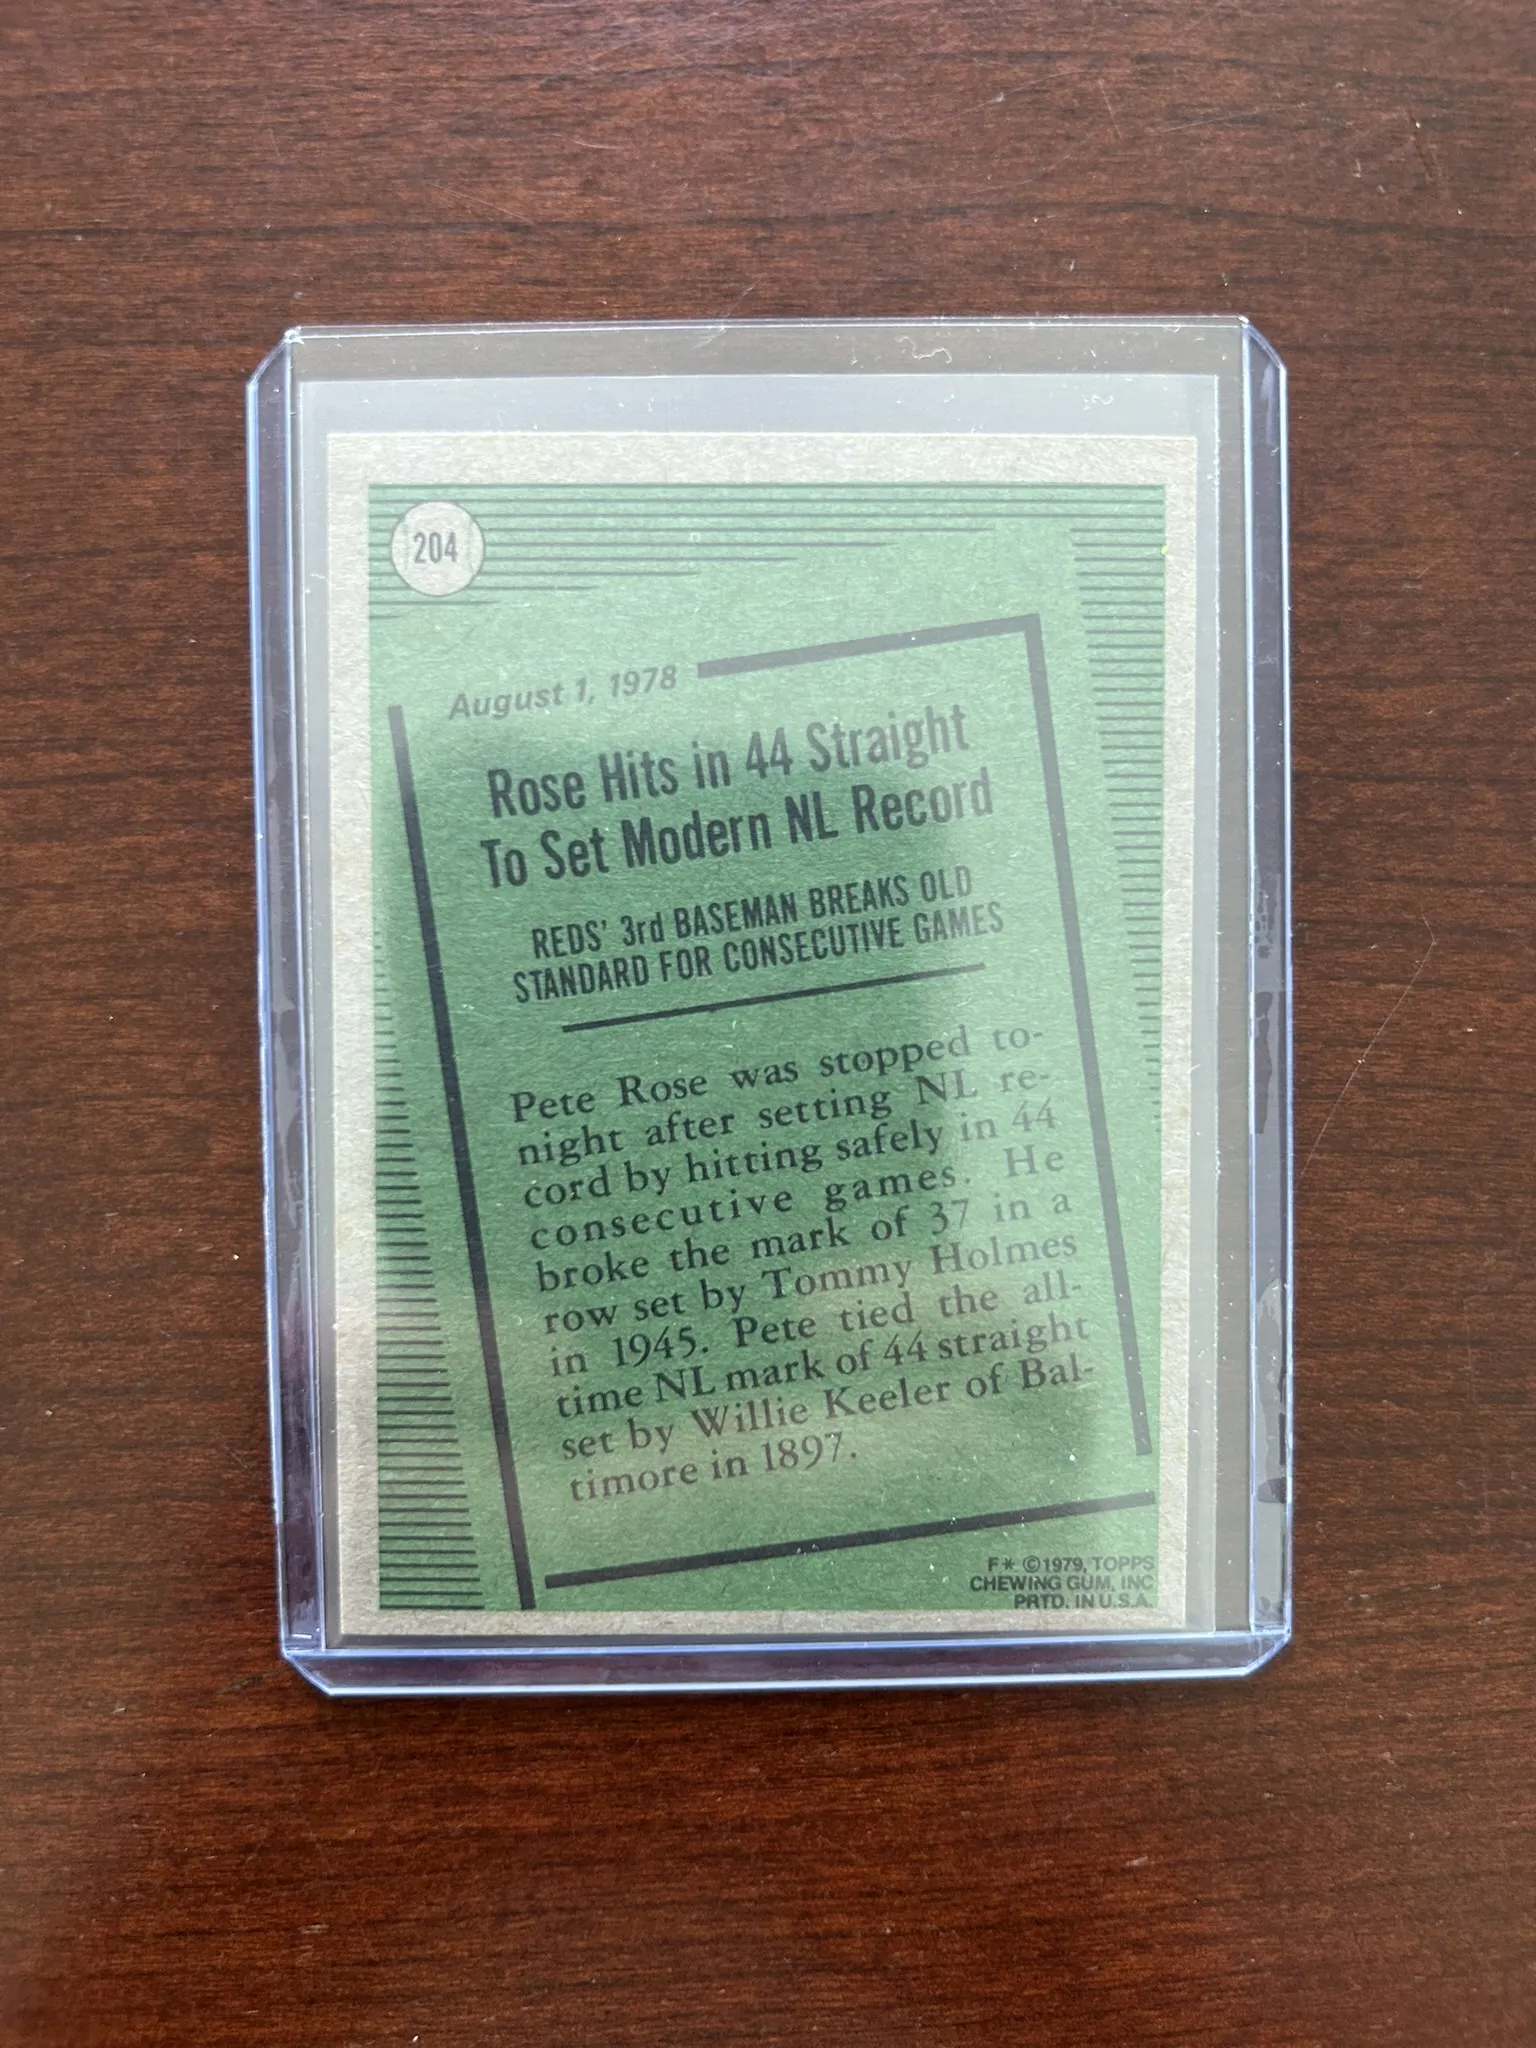 204
August 1, 1978
Rose Hits in 44 Straight
To Set Modern NL Record
REDS' 3rd BASEMAN BREAKS OLD
STANDARD FOR CONSECUTIVE GAMES
Pete Rose was stopped to-
night after setting NL re-
cord by hitting safely in 44
consecutive games. He
broke the mark of 37 in a
row set by Tommy Holmes
in 1945. Pete tied the all-
time NL mark of 44 straight
set by Willie Keeler of Bal-
timore in 1897.
F* ©1979, TOPPS
CHEWING GUM, INC
PRTD. IN U.S.A.